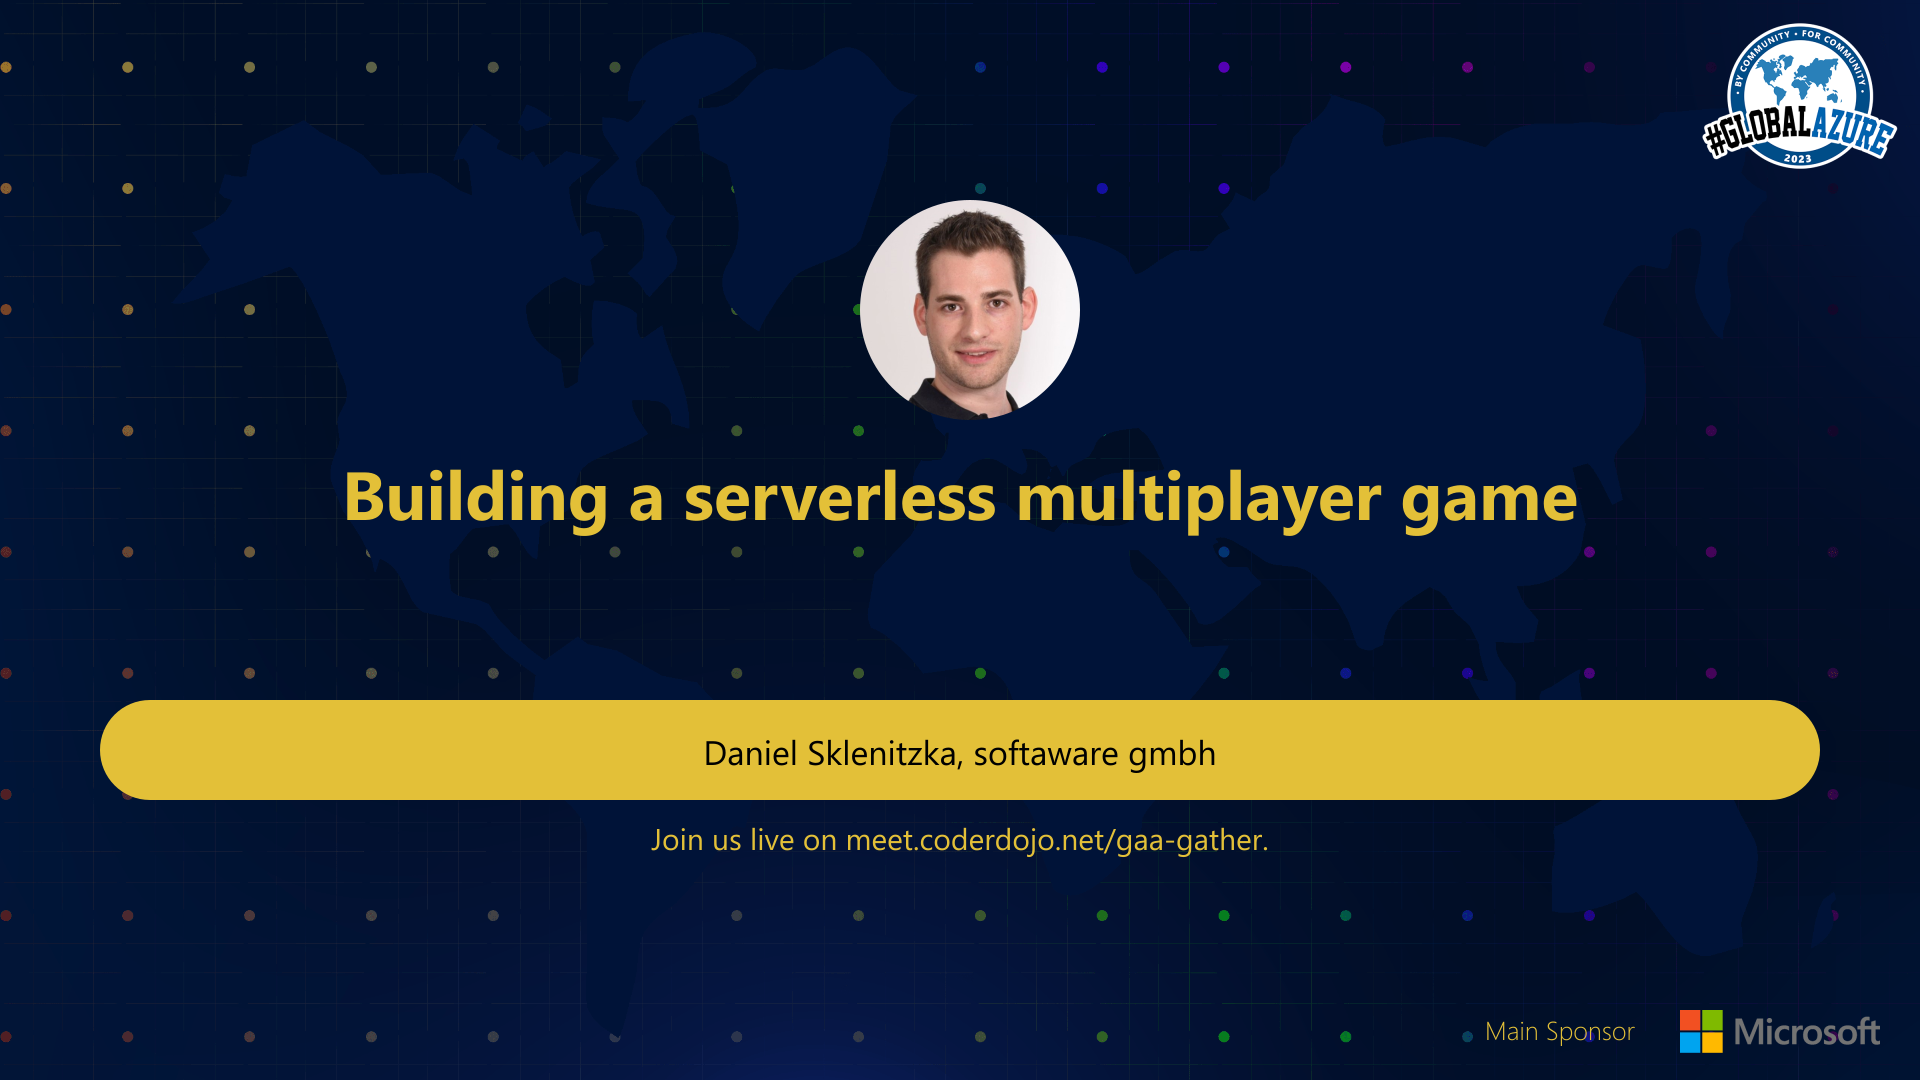 • BY COMMUNITY • FOR COMMUNITY •
#GLOBALAZURE
2023
Building a serverless multiplayer game
Daniel Sklenitzka, softaware gmbh
Join us live on meet.coderdojo.net/gaa-gather.
Main Sponsor
Microsoft